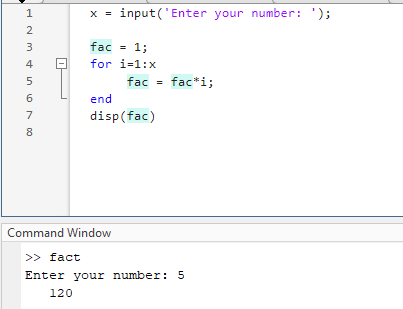 1 x = input('Enter your number: ');
2
3 fac = 1;
4 for i=1:x
5 fac = fac*i;
6 end
7 disp(fac)
8
Command Window
>> fact
Enter your number: 5
120